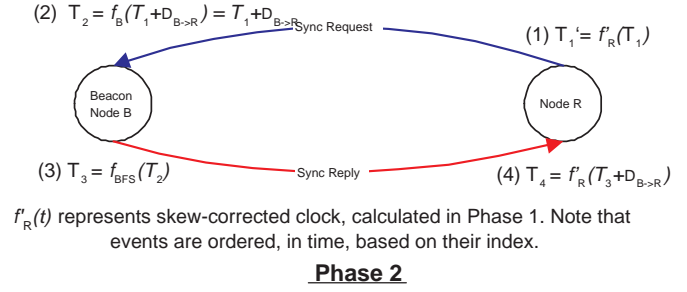 (2) T₂ = f_B(T₁+D_B->R) = T₁+D_B->R
Sync Request
(1) T₁‘= f'_R(T₁)
Beacon
Node B
Node R
(3) T₃ = f_BFS(T₂)
Sync Reply
(4) T₄ = f'_R(T₃+D_B->R)
f'_R(t) represents skew-corrected clock, calculated in Phase 1. Note that
events are ordered, in time, based on their index.
Phase 2